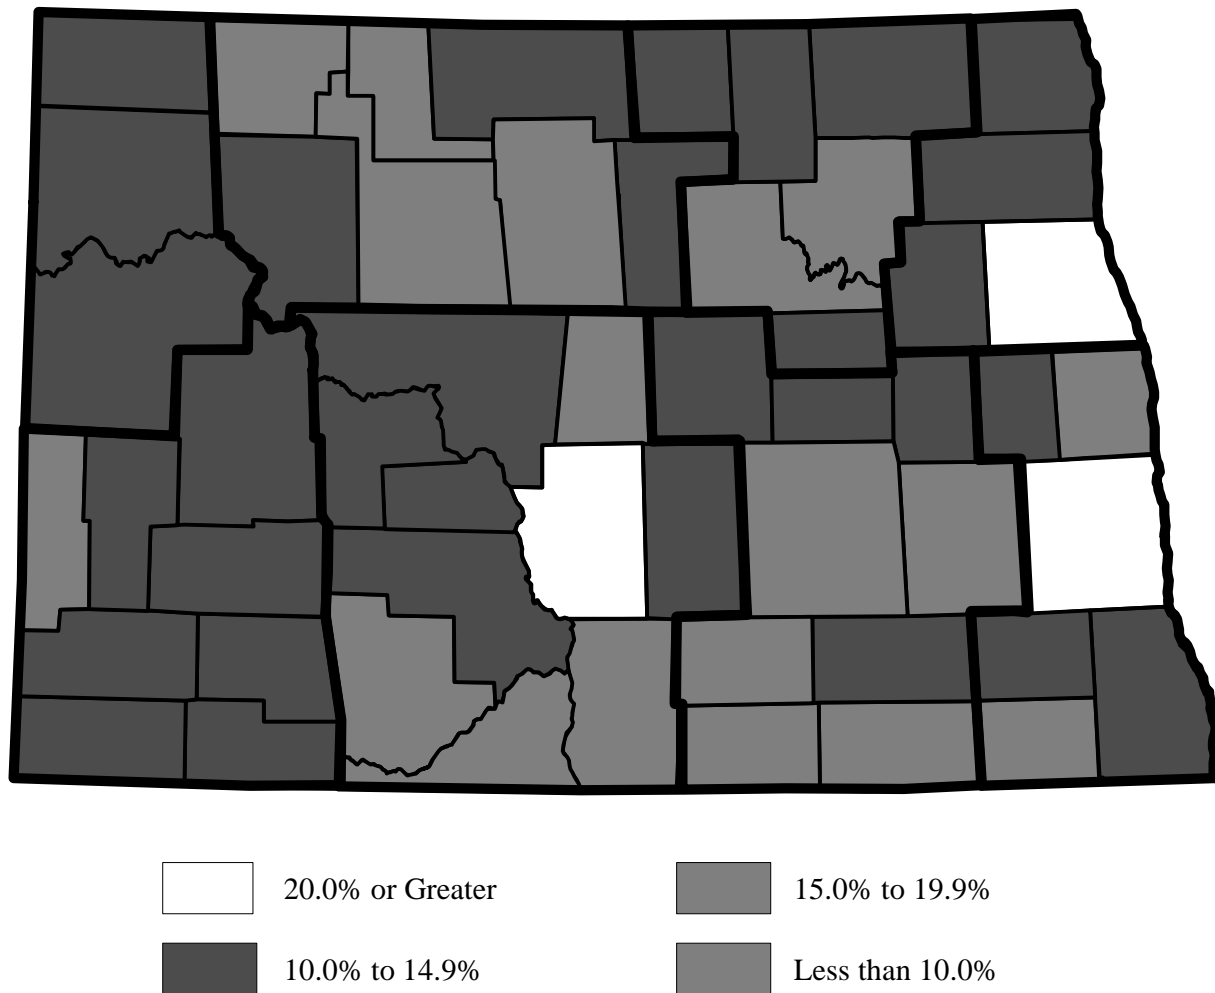 20.0% or Greater
15.0% to 19.9%
10.0% to 14.9%
Less than 10.0%